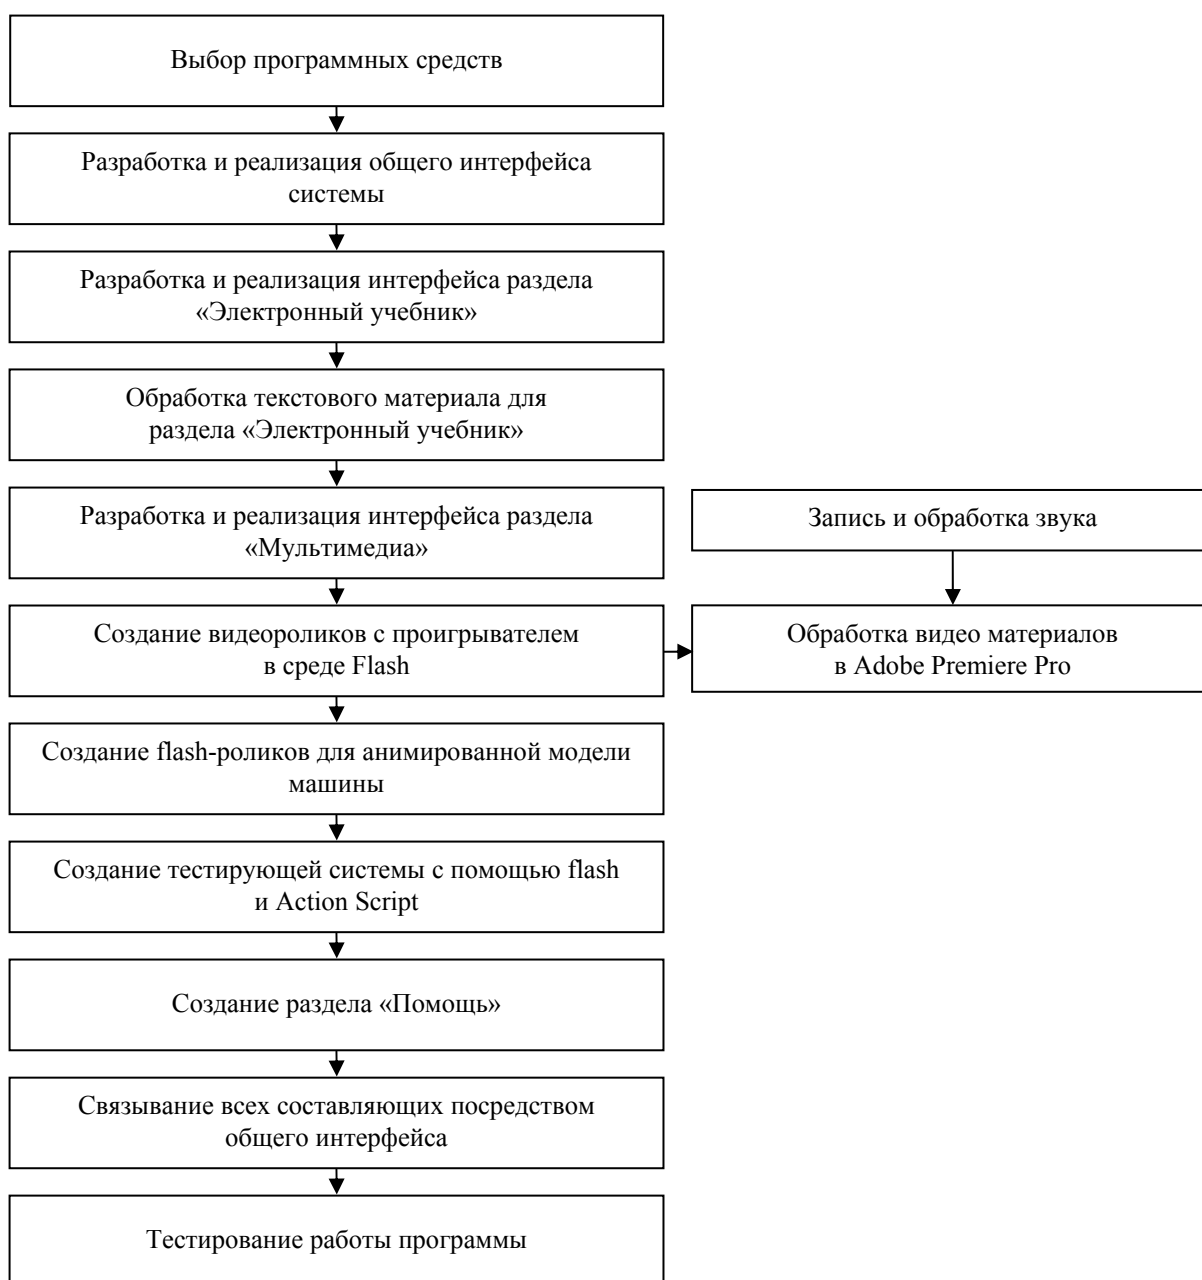 Выбор программных средств
Разработка и реализация общего интерфейса
системы
Разработка и реализация интерфейса раздела
«Электронный учебник»
Обработка текстового материала для
раздела «Электронный учебник»
Разработка и реализация интерфейса раздела
«Мультимедиа»
Запись и обработка звука
Создание видеороликов с проигрывателем
в среде Flash
Обработка видео материалов
в Adobe Premiere Pro
Создание flash-роликов для анимированной модели
машины
Создание тестирующей системы с помощью flash
и Action Script
Создание раздела «Помощь»
Связывание всех составляющих посредством
общего интерфейса
Тестирование работы программы